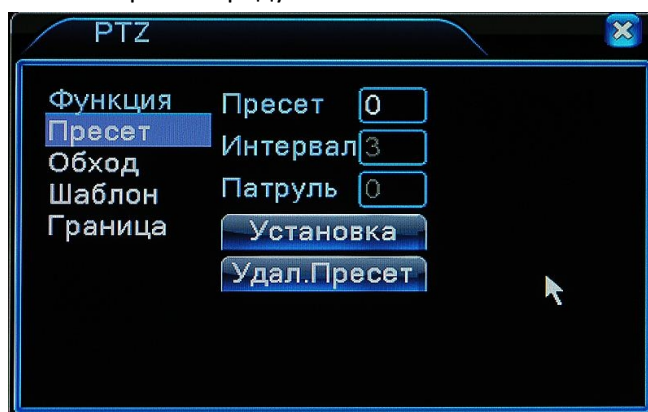 PTZ
Функция
Пресет
Обход
Шаблон
Граница
Пресет 0
Интервал 3
Патруль 0
Установка
Удал.Пресет